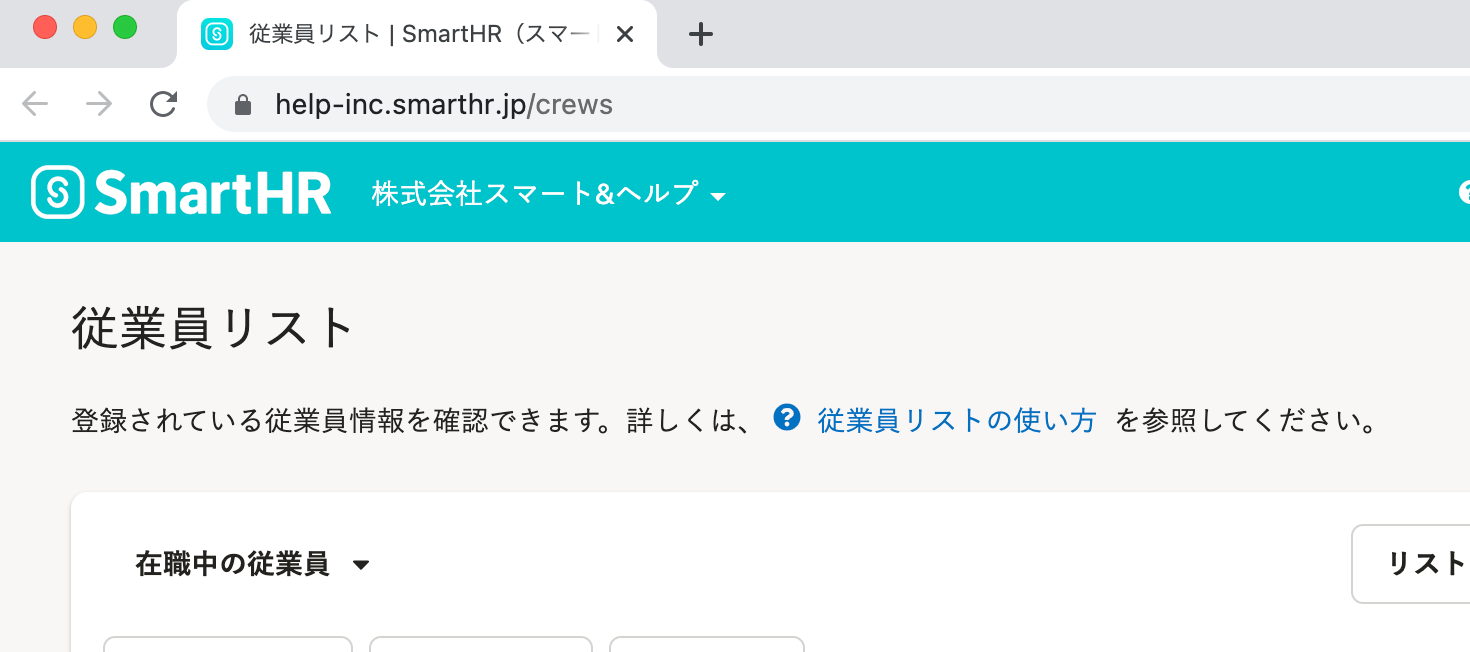 従業員リスト | SmartHR（スマー
help-inc.smarthr.jp/crews
SmartHR 株式会社スマート&ヘルプ
従業員リスト
登録されている従業員情報を確認できます。詳しくは、 従業員リストの使い方 を参照してください。
在職中の従業員
リスト